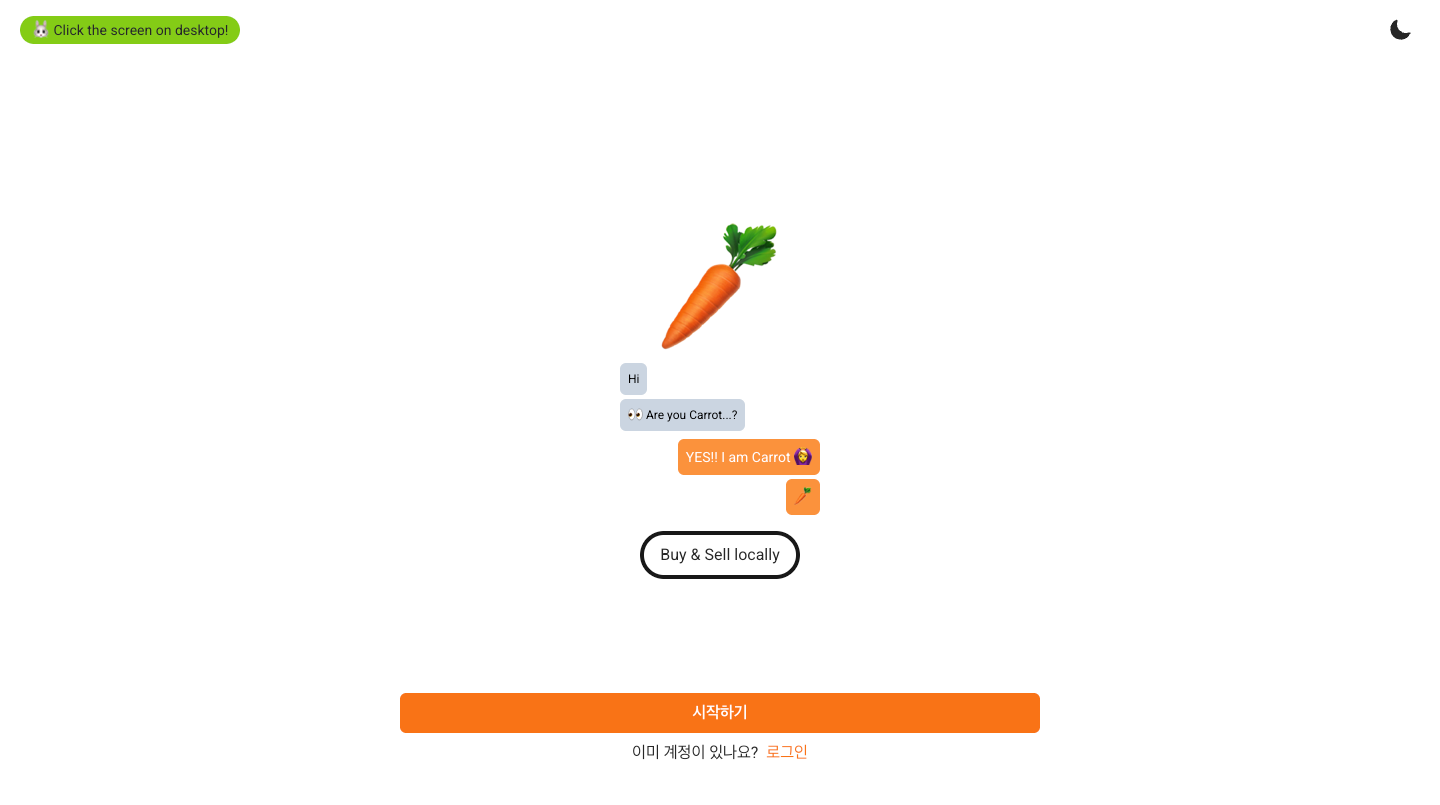 🐰 Click the screen on desktop!
Hi
👀 Are you Carrot...?
YES!! I am Carrot 🙆‍♀️
🥕
Buy & Sell locally
시작하기
이미 계정이 있나요? 로그인